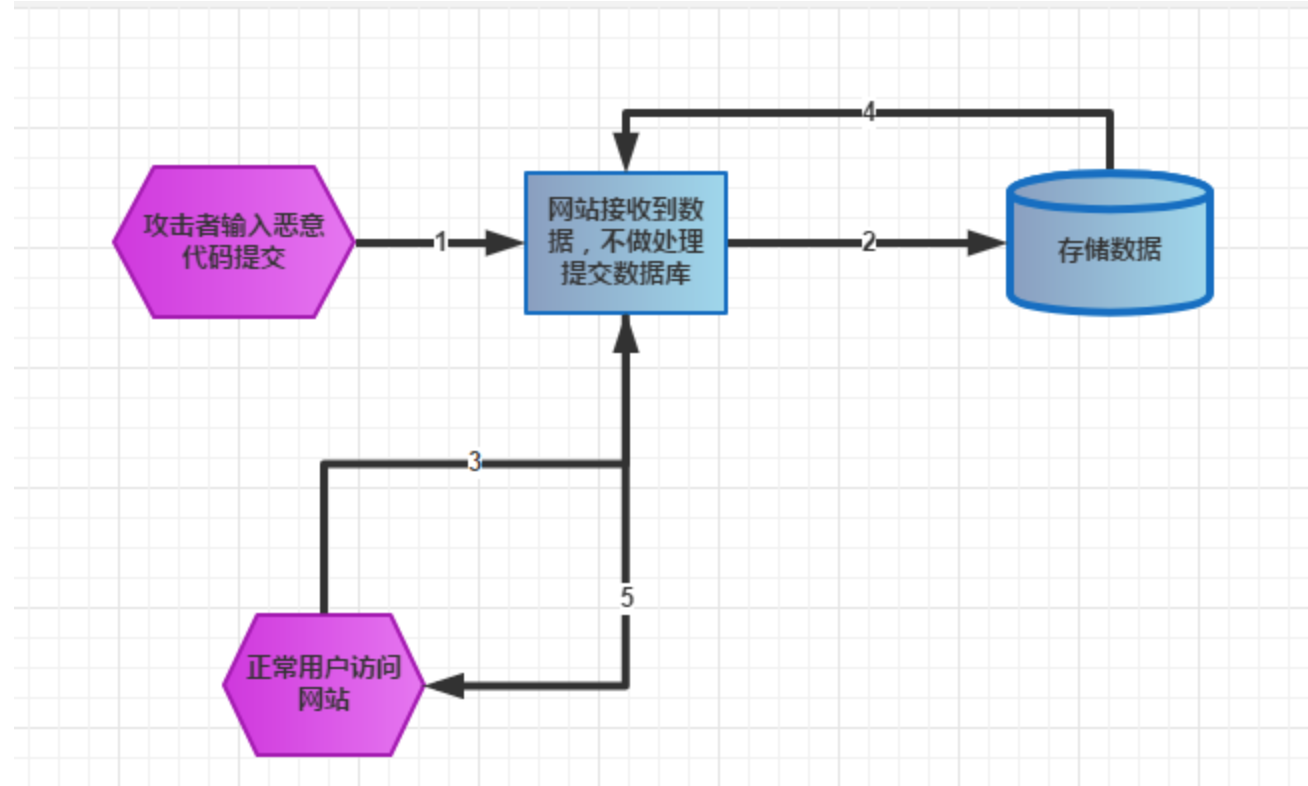 4
攻击者输入恶意
代码提交
1
网站接收到数
据，不做处理
提交数据库
2
存储数据
3
5
正常用户访问
网站